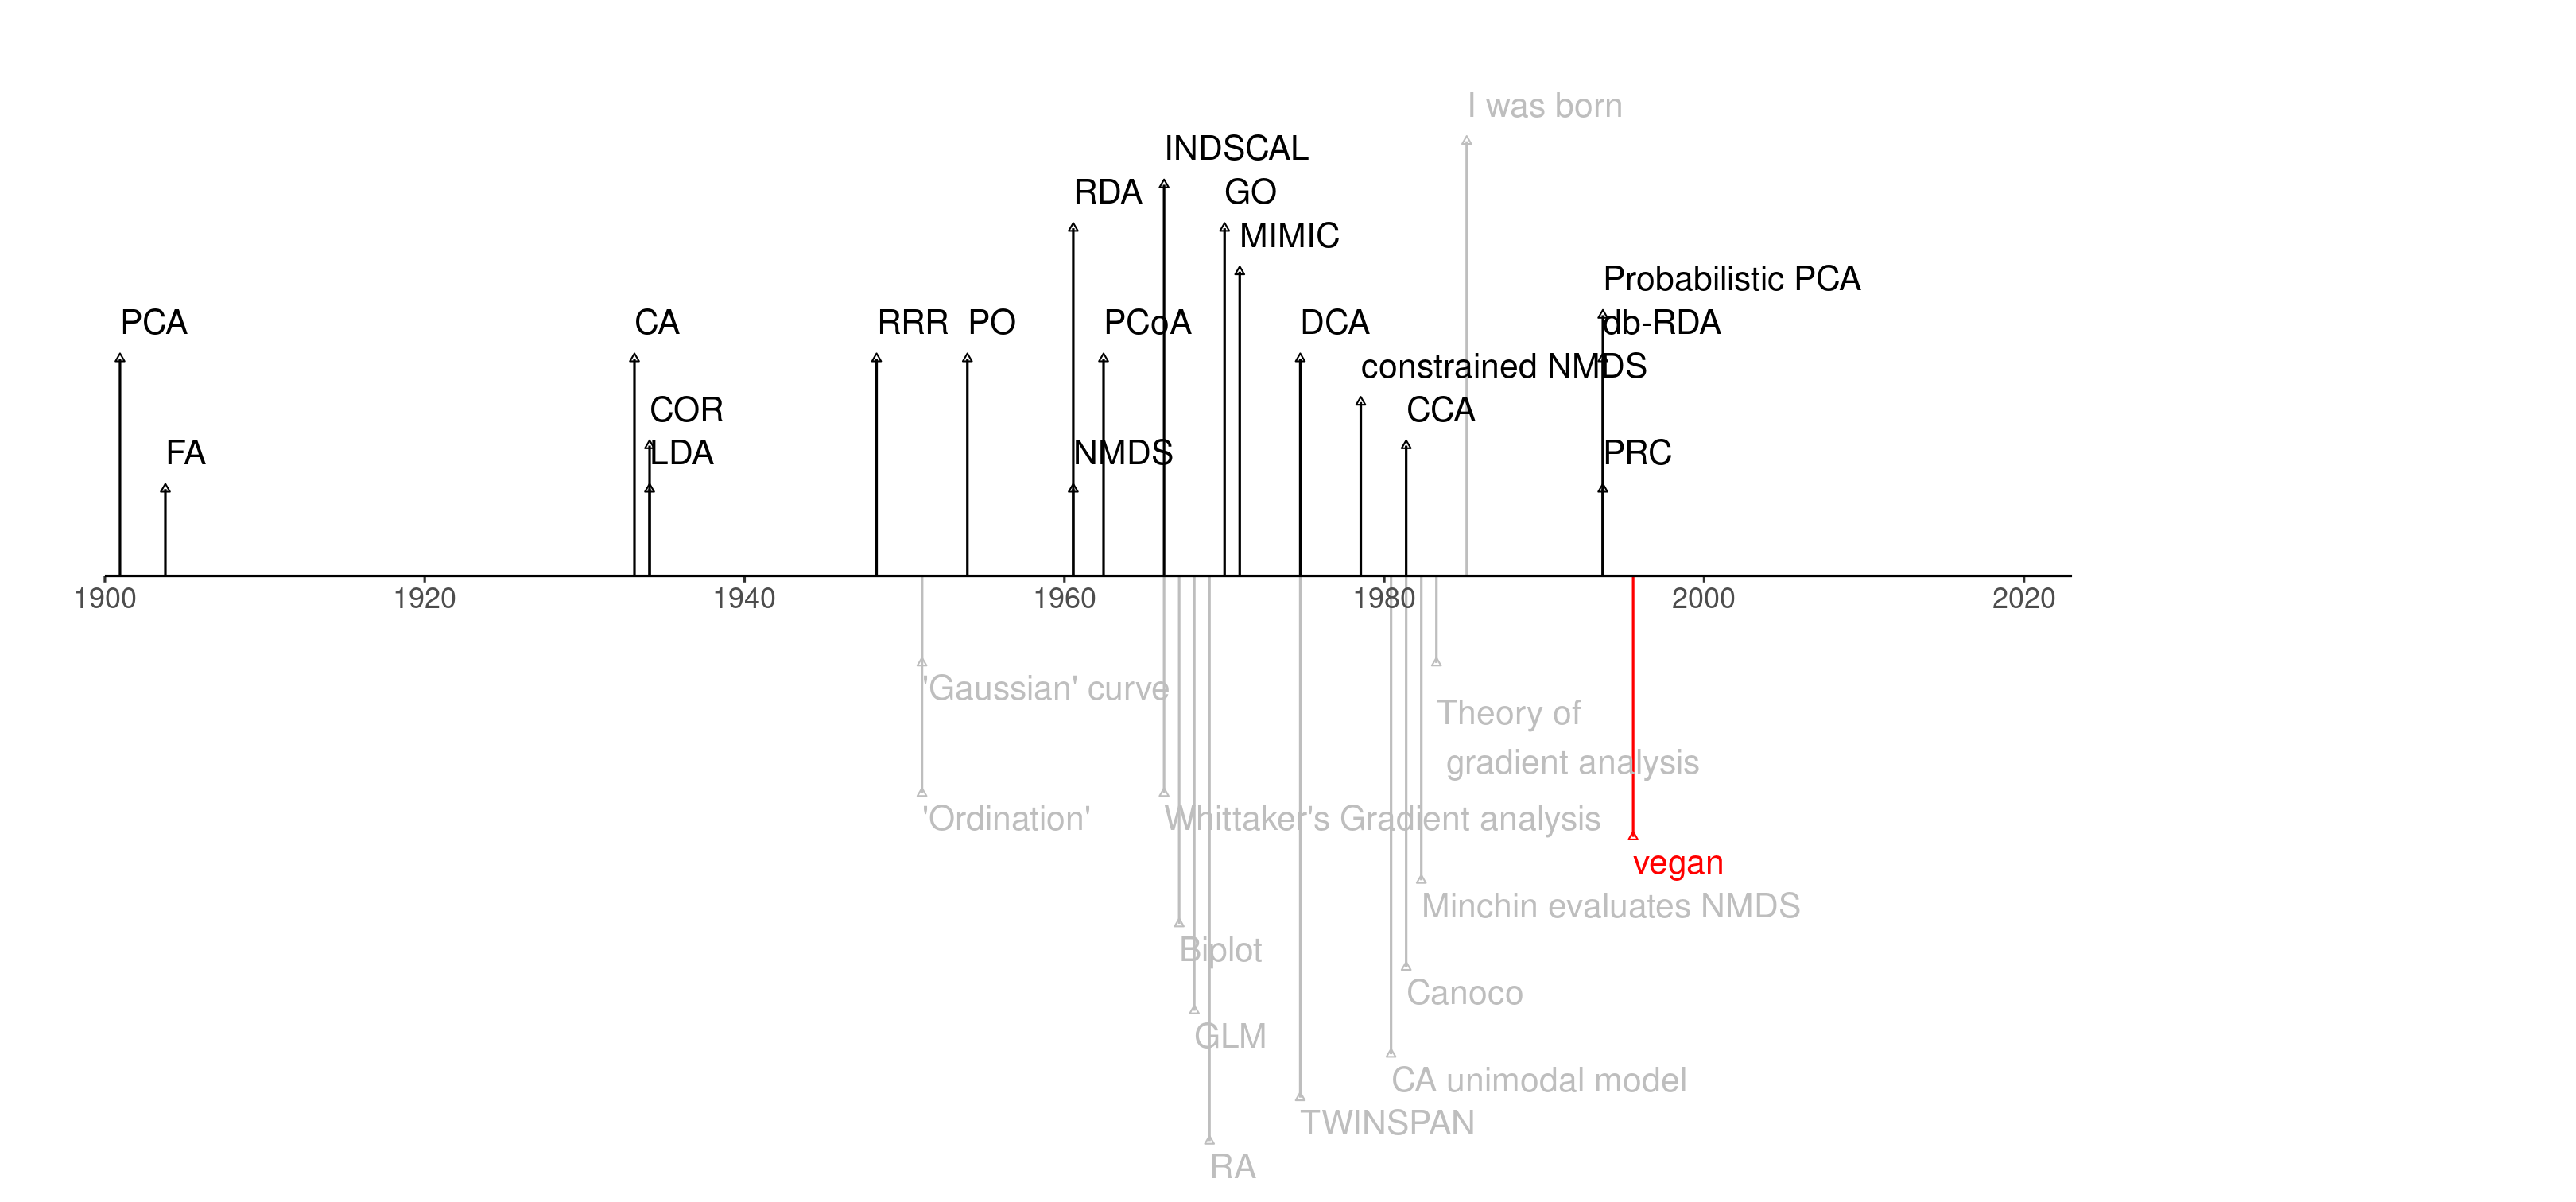 I was born
INDSCAL
RDA
GO
MIMIC
Probabilistic PCA
PCA
CA
RRR
PO
PCoA
DCA
db-RDA
constrained NMDS
COR
CCA
FA
LDA
NMDS
PRC
1900
1920
1940
1960
1980
2000
2020
'Gaussian' curve
Theory of
gradient analysis
'Ordination'
Whittaker's Gradient analysis
vegan
Minchin evaluates NMDS
Biplot
Canoco
GLM
CA unimodal model
TWINSPAN
RA